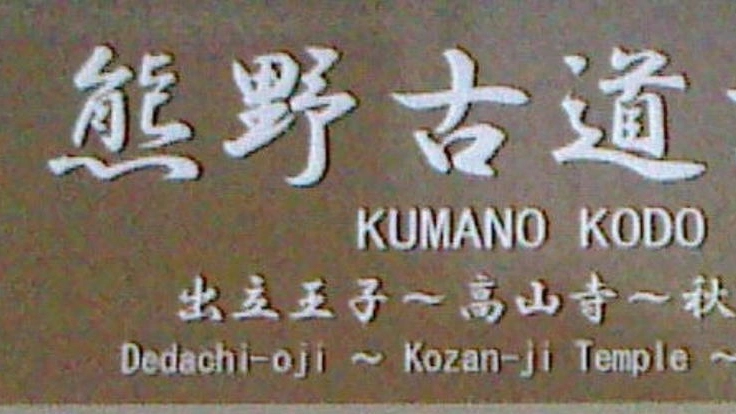 熊野古道
KUMANO KODO
出立王子～高山寺～秋
Dedachi-oji ~ Kozan-ji Temple ~